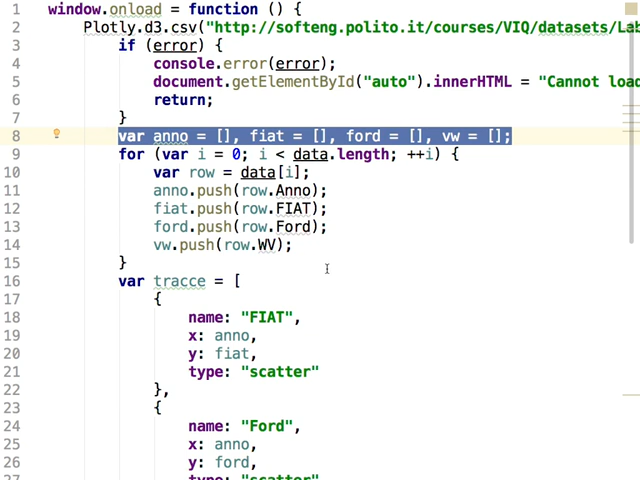 1 window.onload = function () {
2 Plotly.d3.csv("http://softeng.polito.it/courses/VIQ/datasets/Lab
3 if (error) {
4 console.error(error);
5 document.getElementById("auto").innerHTML = "Cannot load
6 return;
7 }
8 var anno = [], fiat = [], ford = [], vw = [];
9 for (var i = 0; i < data.length; ++i) {
10 var row = data[i];
11 anno.push(row.Anno);
12 fiat.push(row.FIAT);
13 ford.push(row.Ford);
14 vw.push(row.WV);
15 }
16 var tracce = [
17 {
18 name: "FIAT",
19 x: anno,
20 y: fiat,
21 type: "scatter"
22 },
23 {
24 name: "Ford",
25 x: anno,
26 y: ford,
27 type: "scatter"